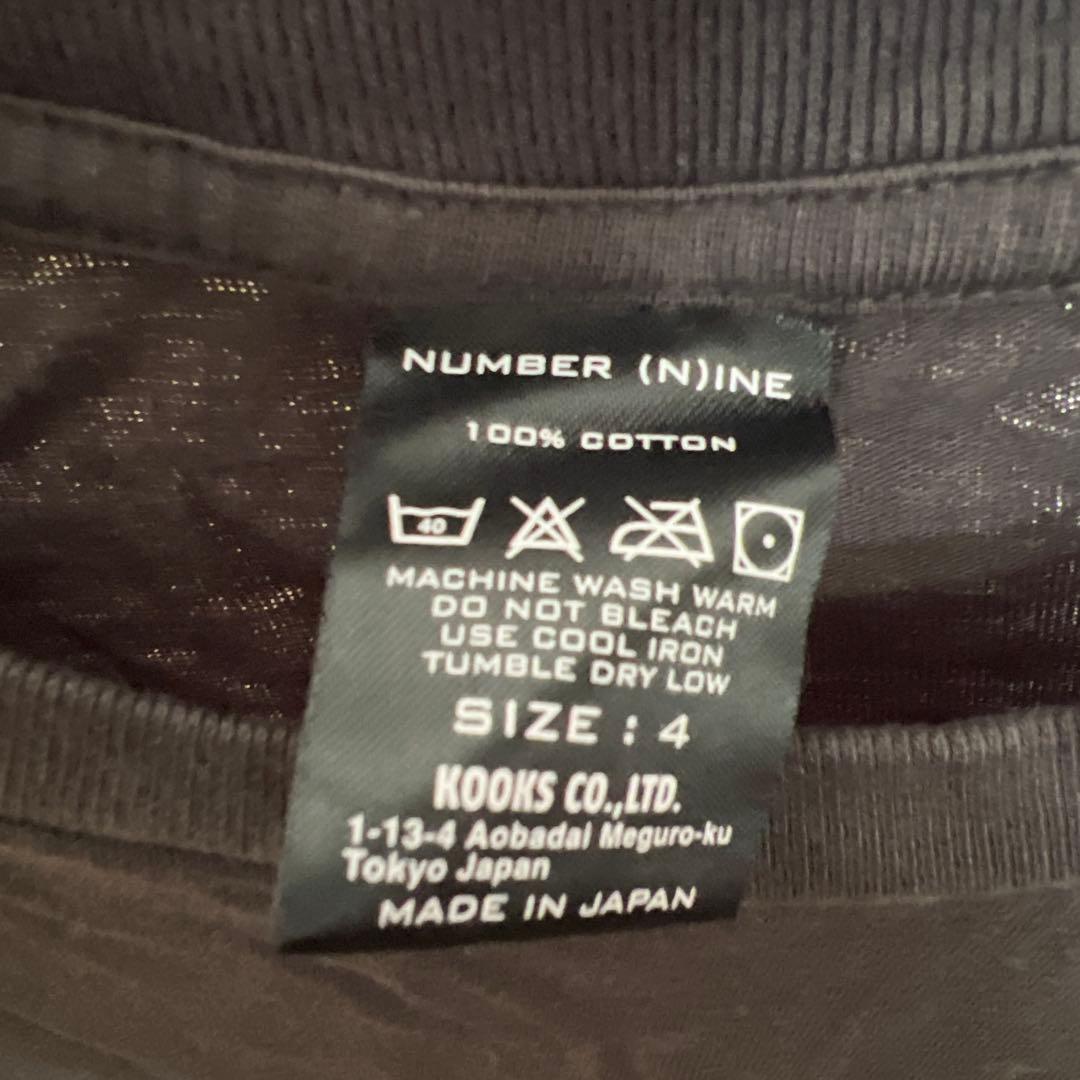 NUMBER (N)INE
100% COTTON
40
MACHINE WASH WARM
DO NOT BLEACH
USE COOL IRON
TUMBLE DRY LOW
SIZE : 4
KOOKS CO.,LTD.
1-13-4 Aobadai Meguro-ku
Tokyo Japan
MADE IN JAPAN